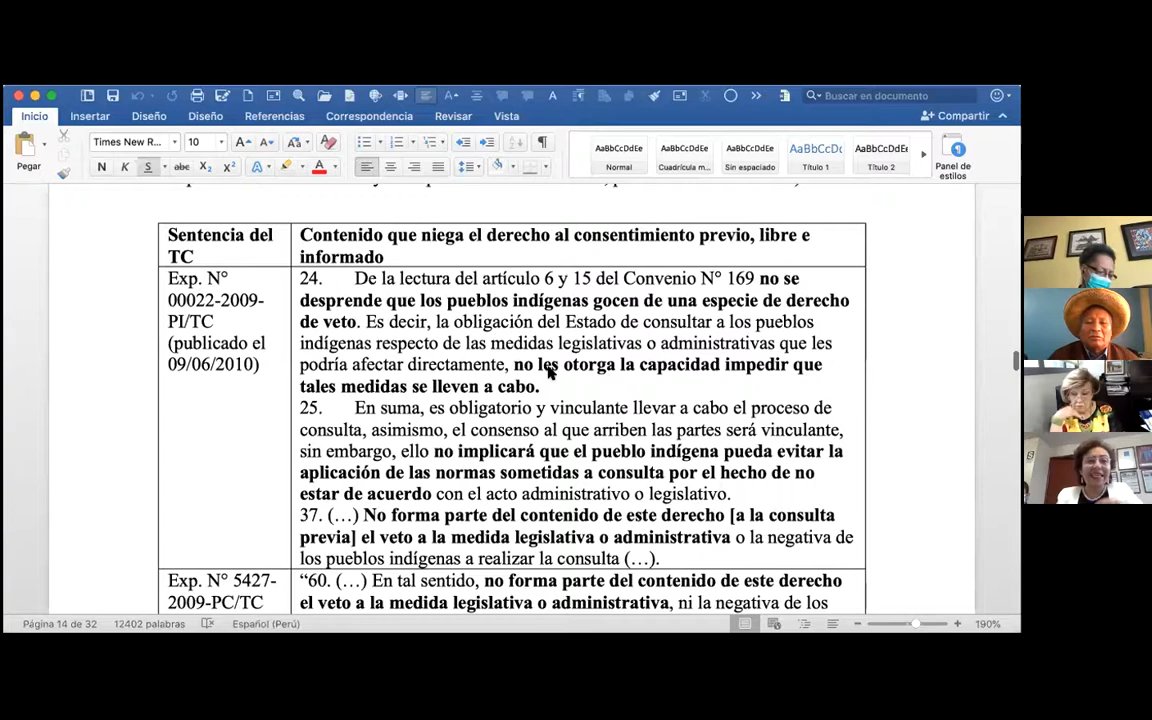 Buscar en documento
Inicio Insertar Diseño Diseño Referencias Correspondencia Revisar Vista Compartir
Pegar
Times New R... 10
N K S abc X₂ X²
AaBbCcDdEe AaBbCcDdEe AaBbCcDdEe AaBbCcDc AaBbCcDdEe
Normal Cuadrícula m... Sin espaciado Título 1 Título 2
Panel de estilos
Sentencia del TC
Contenido que niega el derecho al consentimiento previo, libre e
informado
Exp. N°
00022-2009-
PI/TC
(publicado el
09/06/2010)
24. De la lectura del artículo 6 y 15 del Convenio N° 169 no se
desprende que los pueblos indígenas gocen de una especie de derecho
de veto. Es decir, la obligación del Estado de consultar a los pueblos
indígenas respecto de las medidas legislativas o administrativas que les
podría afectar directamente, no les otorga la capacidad impedir que
tales medidas se lleven a cabo.
25. En suma, es obligatorio y vinculante llevar a cabo el proceso de
consulta, asinismo, el consenso al que arriben las partes será vinculante,
sin embargo, ello no implicará que el pueblo indígena pueda evitar la
aplicación de las normas sometidas a consulta por el hecho de no
estar de acuerdo con el acto administrativo o legislativo.
37. (…) No forma parte del contenido de este derecho [a la consulta
previa] el veto a la medida legislativa o administrativa o la negativa de
los pueblos indígenas a realizar la consulta (…).
Exp. N° 5427-
2009-PC/TC
“60. (…) En tal sentido, no forma parte del contenido de este derecho
el veto a la medida legislativa o administrativa, ni la negativa de los
Página 14 de 32 12402 palabras Español (Perú) 190%